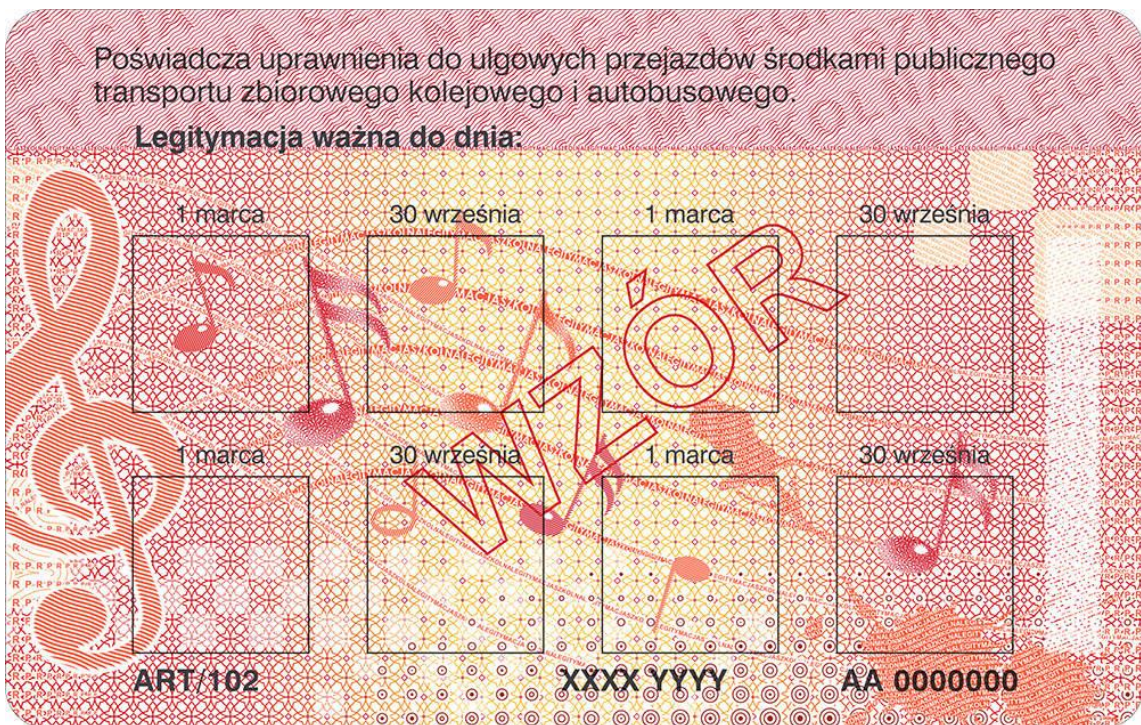 Poświadcza uprawnienia do ulgowych przejazdów środkami publicznego
transportu zbiorowego kolejowego i autobusowego.
Legitymacja ważna do dnia:
1 marca 30 września 1 marca 30 września
WZÓR
1 marca 30 września 1 marca 30 września
ART/102 XXXX YYYY AA 0000000